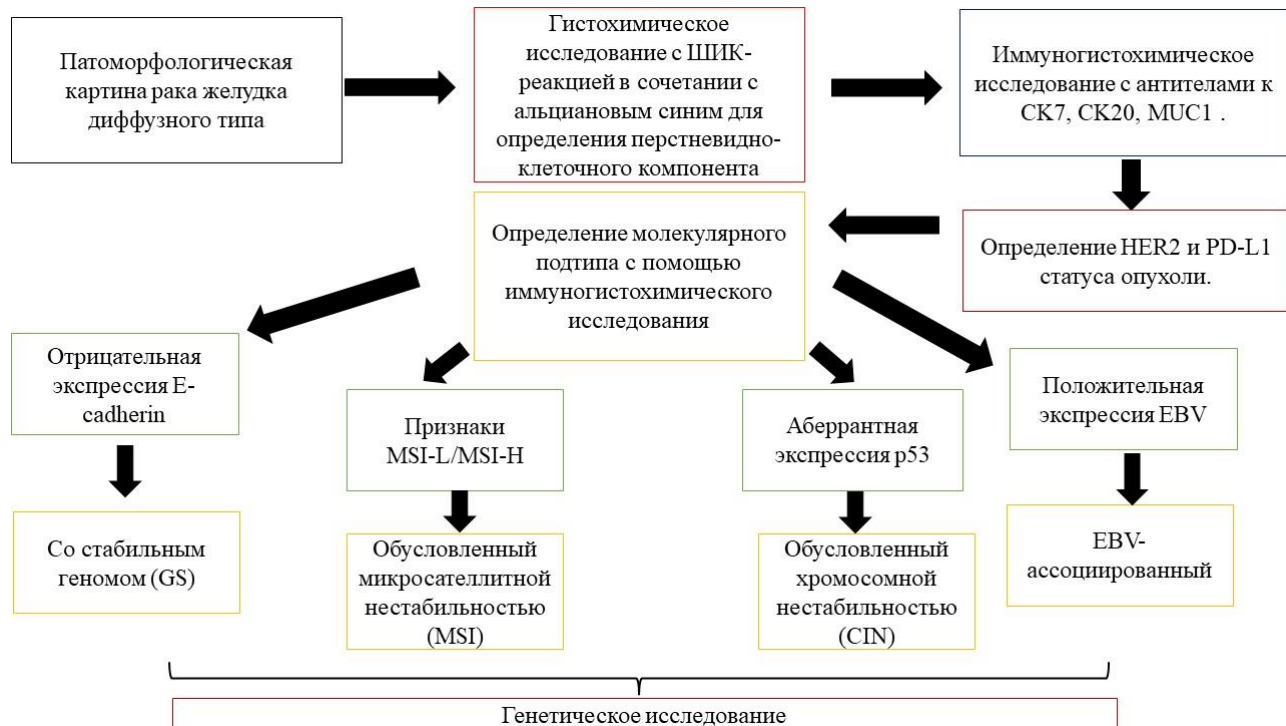 Патоморфологическая
картина рака желудка
диффузного типа
Гистохимическое
исследование с ШИК-
реакцией в сочетании с
альциановым синим для
определения перстневидно-
клеточного компонента
Иммуногистохимическое
исследование с антителами к
CK7, CK20, MUC1 .
Определение HER2 и PD-L1
статуса опухоли.
Определение молекулярного
подтипа с помощью
иммуногистохимического
исследования
Отрицательная
экспрессия E-
cadherin
Признаки
MSI-L/MSI-H
Аберрантная
экспрессия p53
Положительная
экспрессия EBV
Со стабильным
геномом (GS)
Обусловленный
микросателлитной
нестабильностью
(MSI)
Обусловленный
хромосомной
нестабильностью
(CIN)
EBV-
ассоциированный
Генетическое исследование